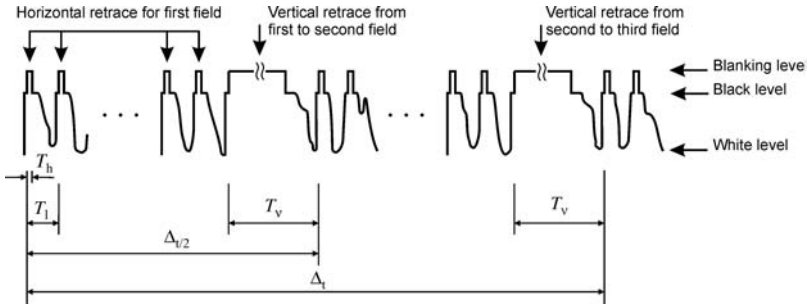 Horizontal retrace for first field
Vertical retrace from
first to second field
Vertical retrace from
second to third field
Blanking level
Black level
White level
. . .
. . .
T_h
T_l
T_v
T_v
Δ_t/2
Δ_t